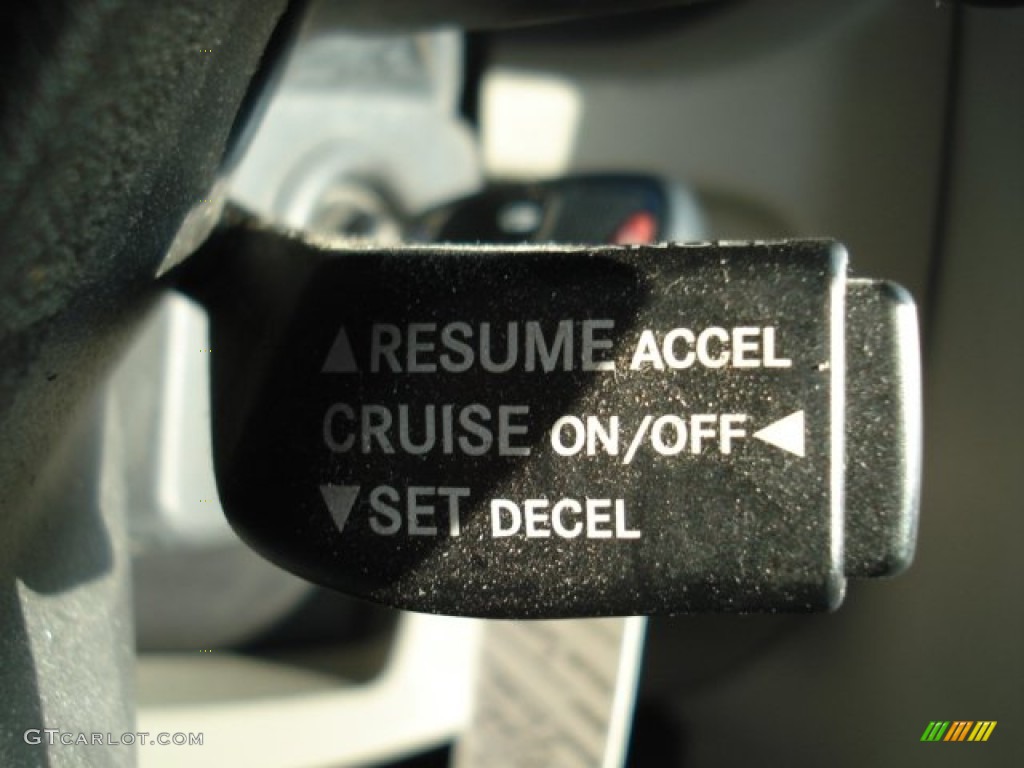 ▲RESUME ACCEL
CRUISE ON/OFF◀
▼SET DECEL
GTCARLOT.COM